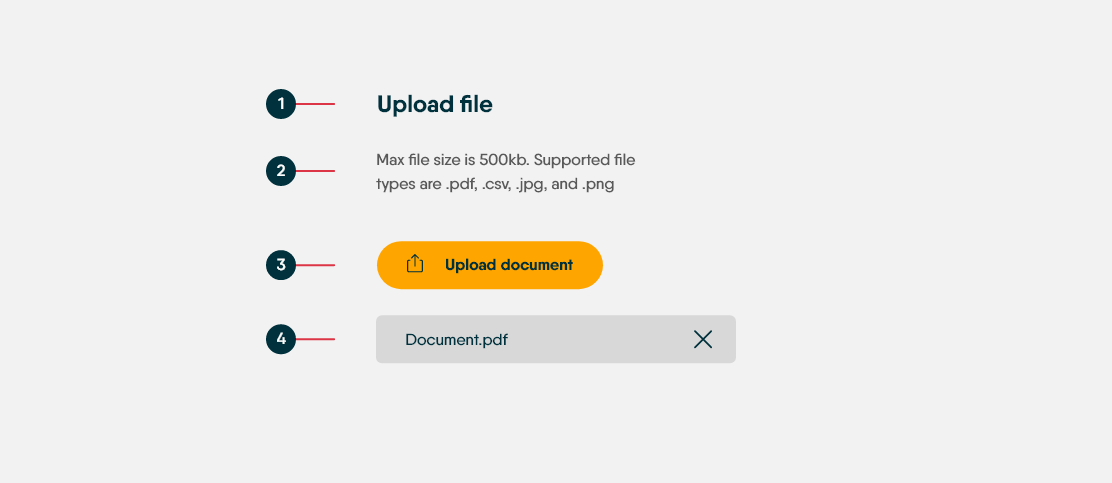 1
Upload file
2
Max file size is 500kb. Supported file
types are .pdf, .csv, .jpg, and .png
3
Upload document
4
Document.pdf